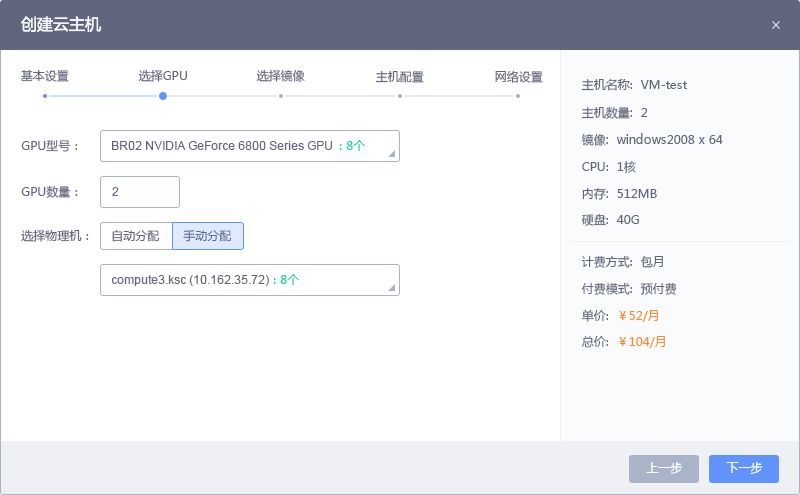 创建云主机
×
基本设置 选择GPU 选择镜像 主机配置 网络设置
GPU型号： BR02 NVIDIA GeForce 6800 Series GPU ：8个
GPU数量： 2
选择物理机： 自动分配 手动分配
compute3.ksc (10.162.35.72)：8个
主机名称: VM-test
主机数量: 2
镜像: windows2008 x 64
CPU: 1核
内存: 512MB
硬盘: 40G
计费方式: 包月
付费模式: 预付费
单价: ￥52/月
总价: ￥104/月
上一步 下一步